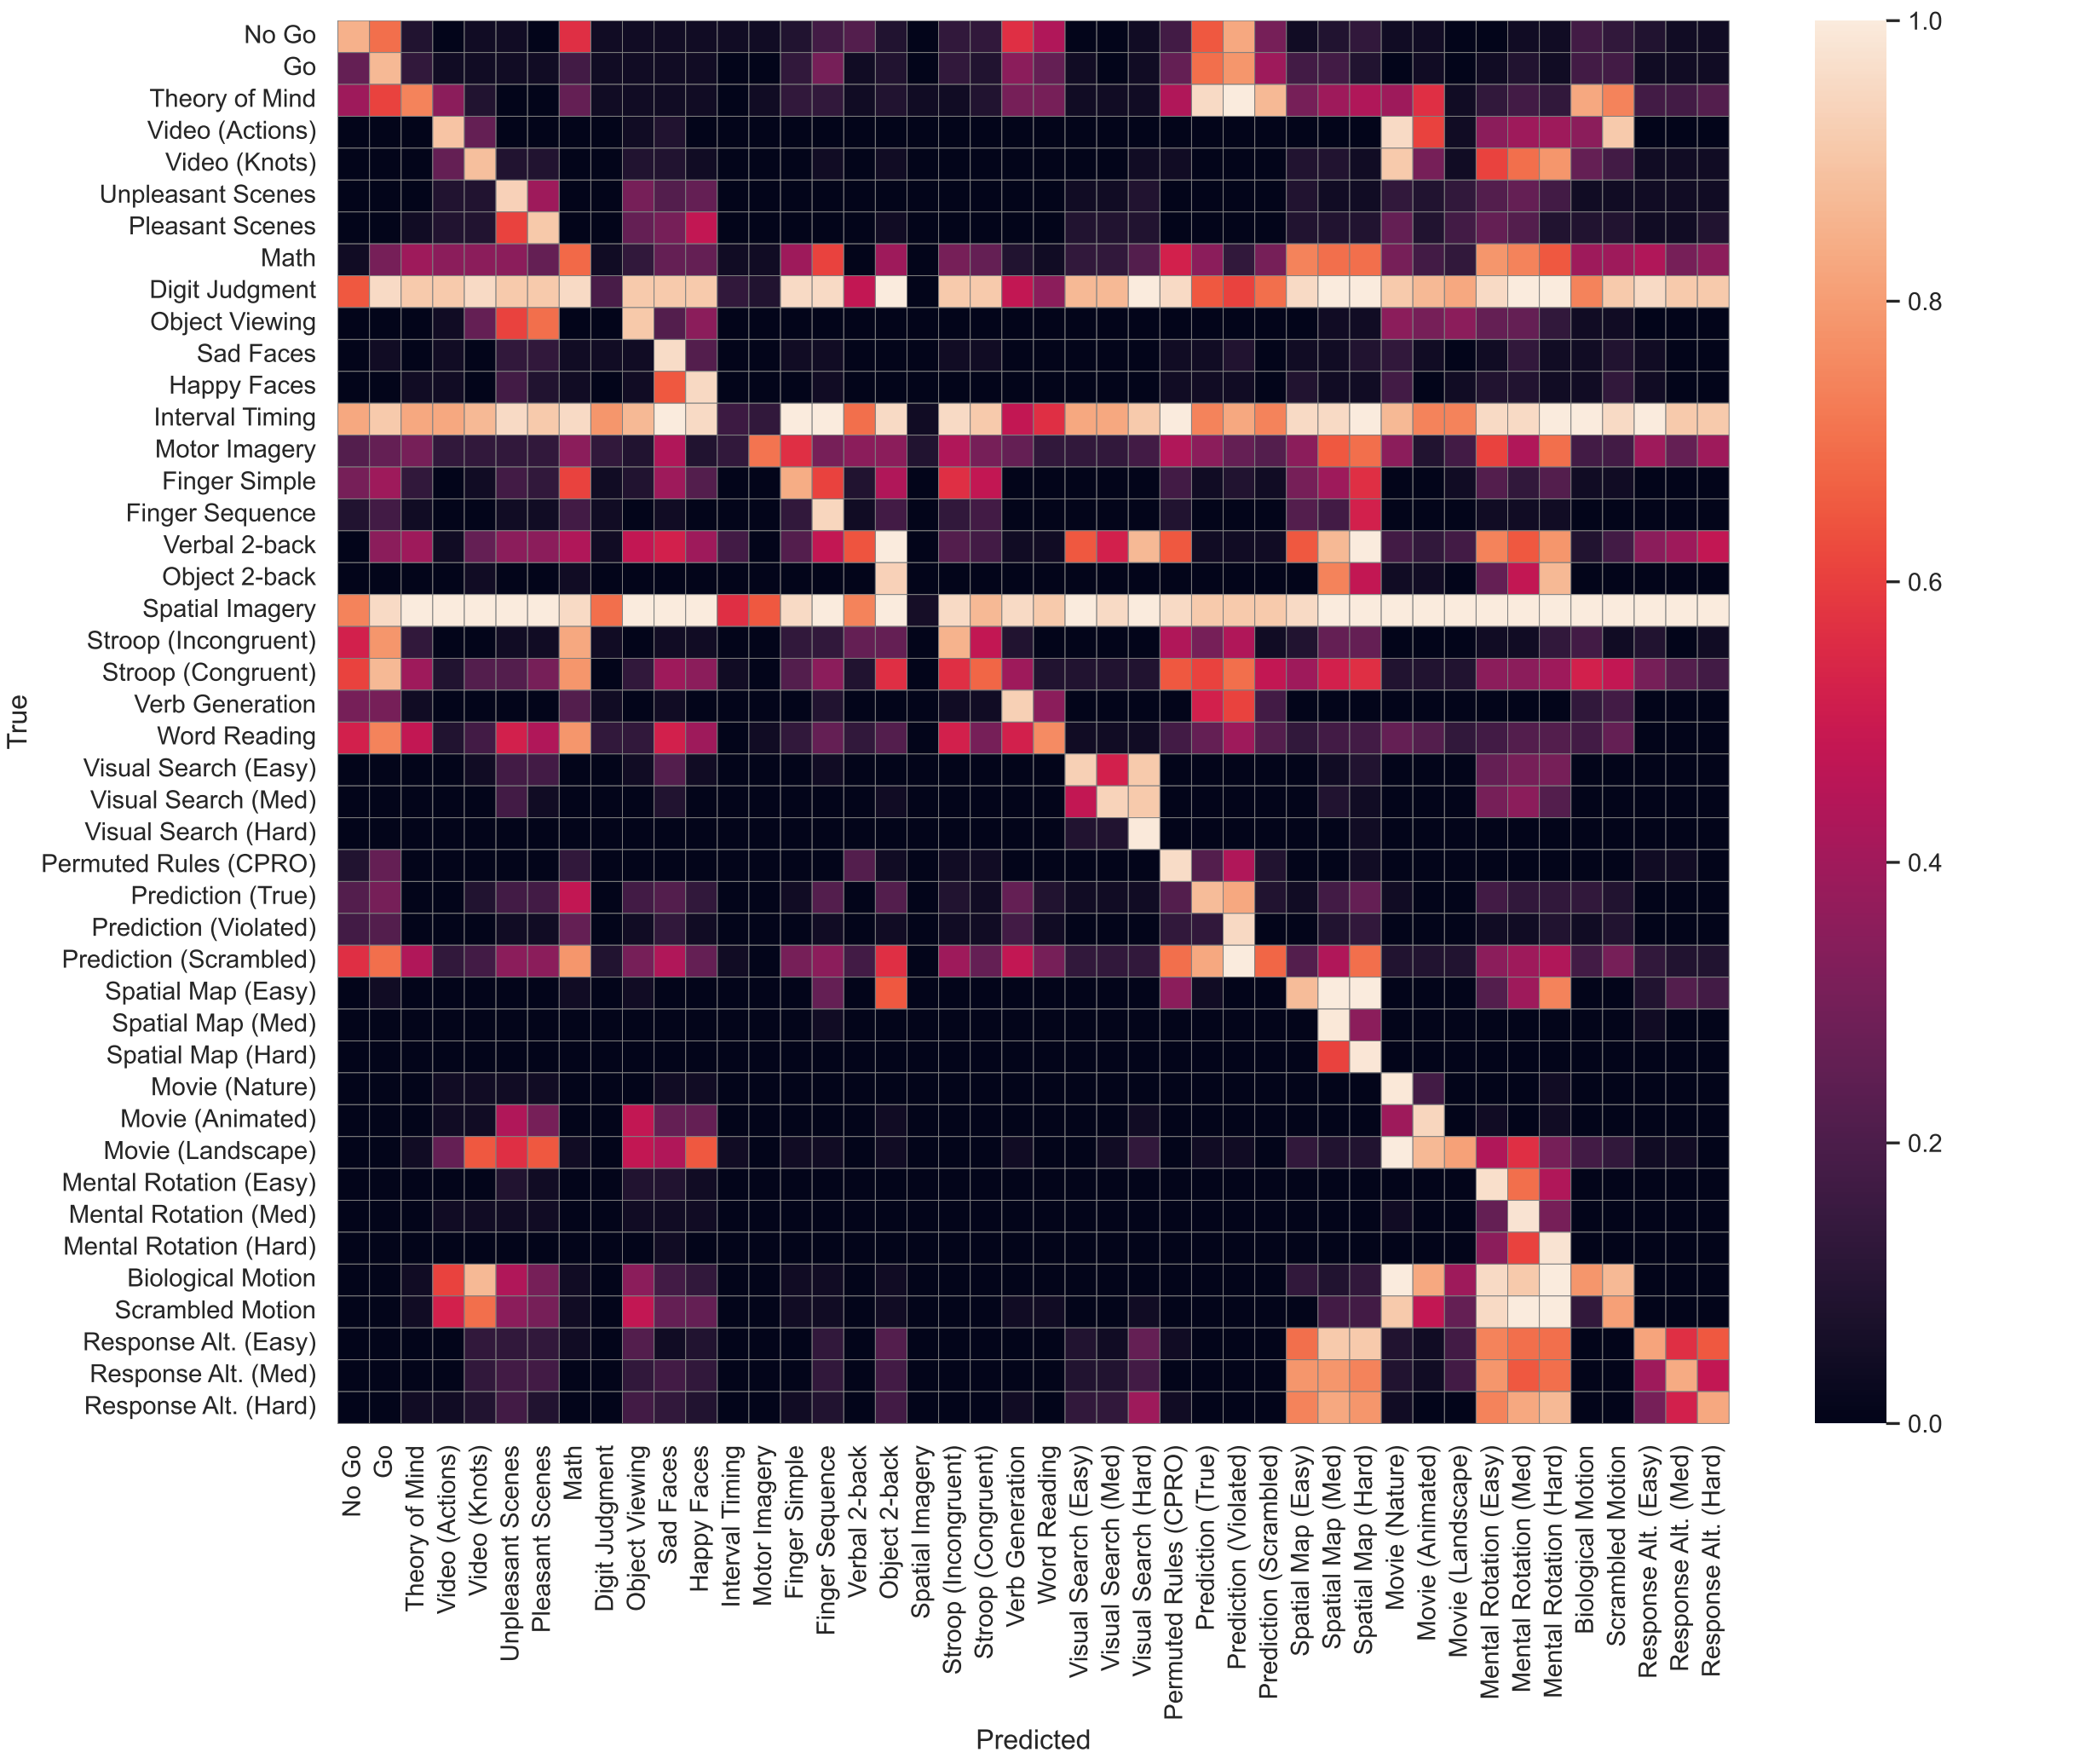 No Go
Go
Theory of Mind
Video (Actions)
Video (Knots)
Unpleasant Scenes
Pleasant Scenes
Math
Digit Judgment
Object Viewing
Sad Faces
Happy Faces
Interval Timing
Motor Imagery
Finger Simple
Finger Sequence
Verbal 2-back
Object 2-back
Spatial Imagery
Stroop (Incongruent)
Stroop (Congruent)
Verb Generation
Word Reading
Visual Search (Easy)
Visual Search (Med)
Visual Search (Hard)
Permuted Rules (CPRO)
Prediction (True)
Prediction (Violated)
Prediction (Scrambled)
Spatial Map (Easy)
Spatial Map (Med)
Spatial Map (Hard)
Movie (Nature)
Movie (Animated)
Movie (Landscape)
Mental Rotation (Easy)
Mental Rotation (Med)
Mental Rotation (Hard)
Biological Motion
Scrambled Motion
Response Alt. (Easy)
Response Alt. (Med)
Response Alt. (Hard)
True
No Go
Go
Theory of Mind
Video (Actions)
Video (Knots)
Unpleasant Scenes
Pleasant Scenes
Math
Digit Judgment
Object Viewing
Sad Faces
Happy Faces
Interval Timing
Motor Imagery
Finger Simple
Finger Sequence
Verbal 2-back
Object 2-back
Spatial Imagery
Stroop (Incongruent)
Stroop (Congruent)
Verb Generation
Word Reading
Visual Search (Easy)
Visual Search (Med)
Visual Search (Hard)
Permuted Rules (CPRO)
Prediction (True)
Prediction (Violated)
Prediction (Scrambled)
Spatial Map (Easy)
Spatial Map (Med)
Spatial Map (Hard)
Movie (Nature)
Movie (Animated)
Movie (Landscape)
Mental Rotation (Easy)
Mental Rotation (Med)
Mental Rotation (Hard)
Biological Motion
Scrambled Motion
Response Alt. (Easy)
Response Alt. (Med)
Response Alt. (Hard)
Predicted
1.0
0.8
0.6
0.4
0.2
0.0